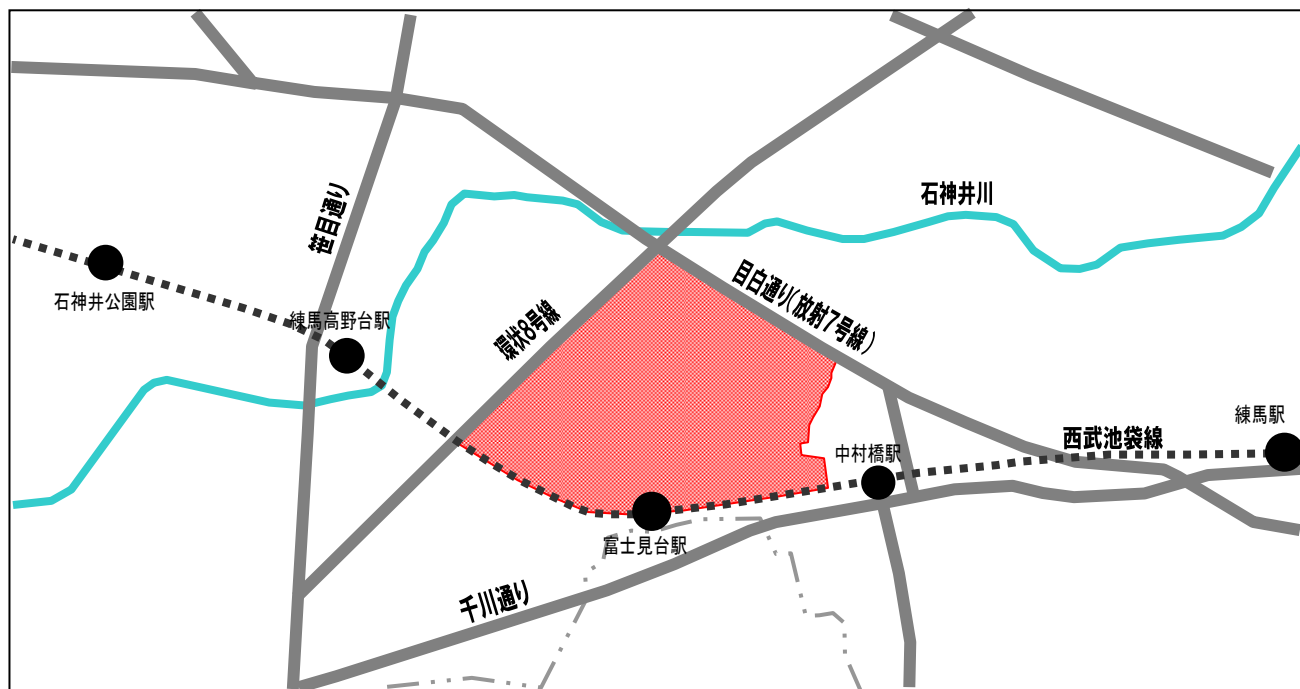 石神井川
笹目通り
目白通り(放射7号線)
石神井公園駅
練馬高野台駅
環状8号線
練馬駅
西武池袋線
中村橋駅
富士見台駅
千川通り